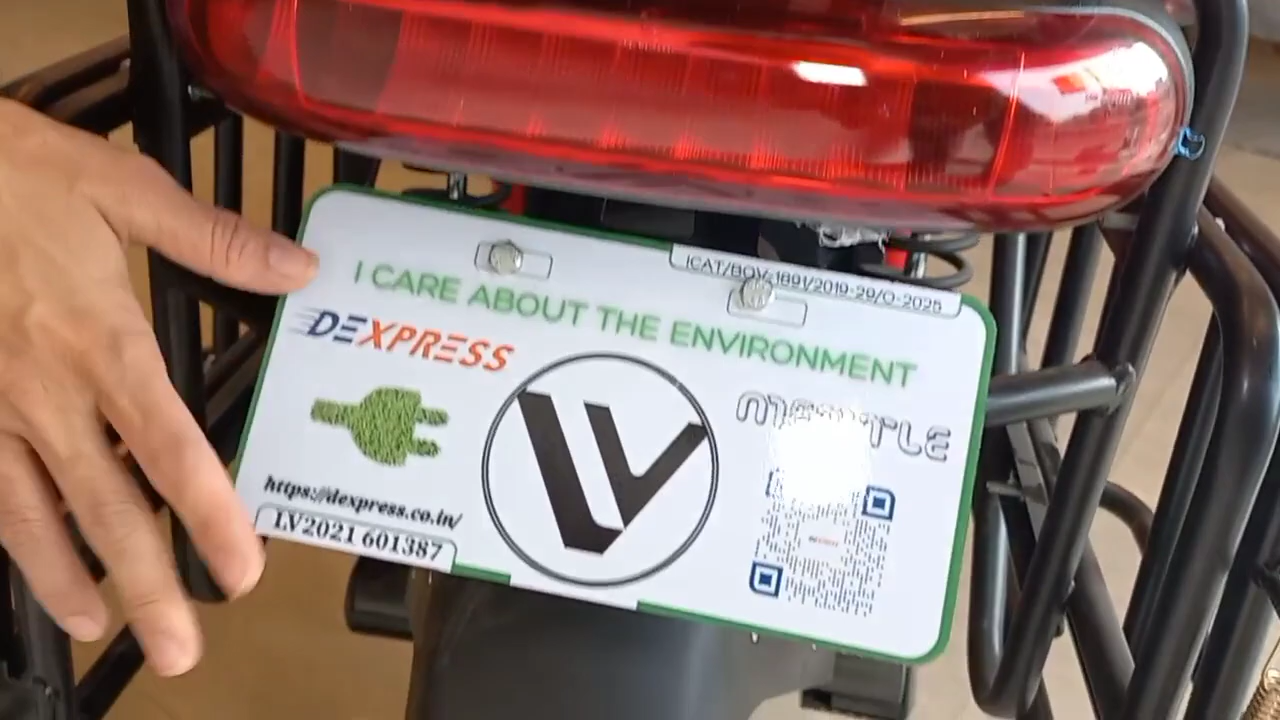 ICAT/BOV-1891/2019-29/O-2025
I CARE ABOUT THE ENVIRONMENT
DEXPRESS
https://dexpress.co.in/
LV2021 601387